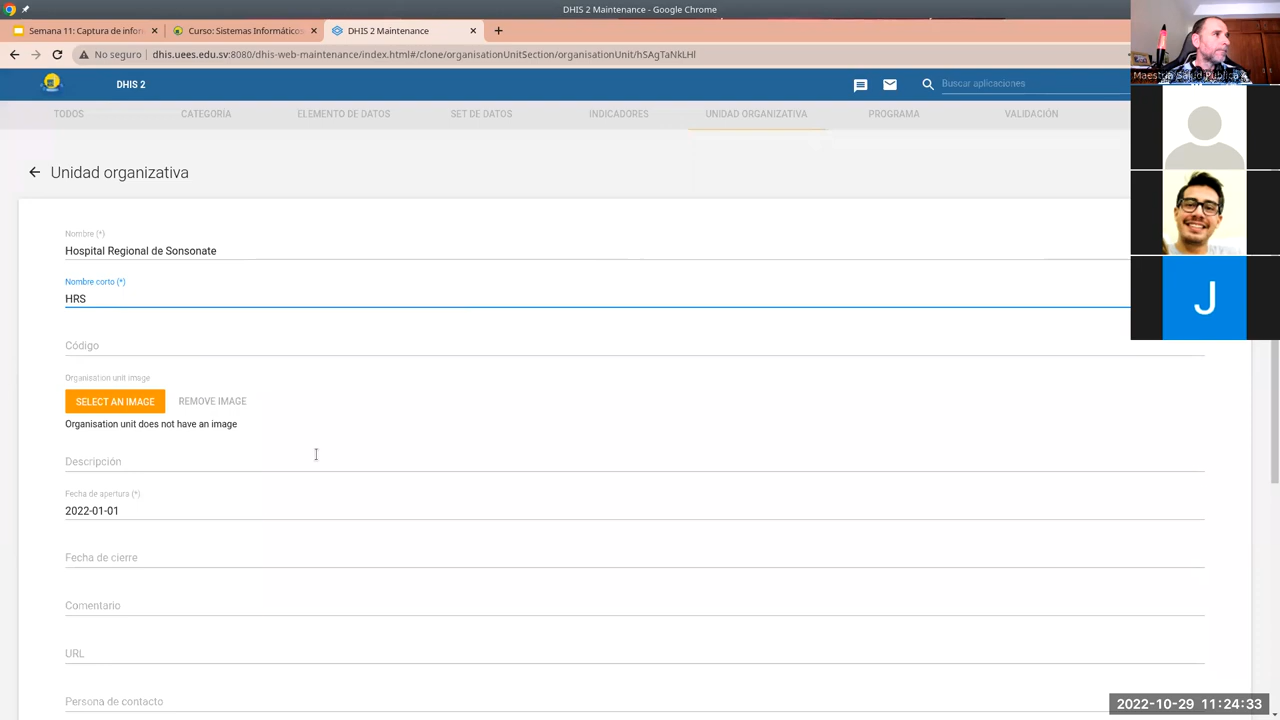 DHIS 2 Maintenance - Google Chrome
Semana 11: Captura de infor
Curso: Sistemas Informáticos
DHIS 2 Maintenance
No seguro
dhis.uees.edu.sv:8080/dhis-web-maintenance/index.html#/clone/organisationUnitSection/organisationUnit/hSAgTaNkLHl
DHIS 2
Buscar aplicaciones
Maestría Salud Pública 4
TODOS
CATEGORÍA
ELEMENTO DE DATOS
SET DE DATOS
INDICADORES
UNIDAD ORGANIZATIVA
PROGRAMA
VALIDACIÓN
Unidad organizativa
Nombre (*)
Hospital Regional de Sonsonate
Nombre corto (*)
HRS
J
Código
Organisation unit image
SELECT AN IMAGE
REMOVE IMAGE
Organisation unit does not have an image
Descripción
Fecha de apertura (*)
2022-01-01
Fecha de cierre
Comentario
URL
Persona de contacto
2022-10-29 11:24:33